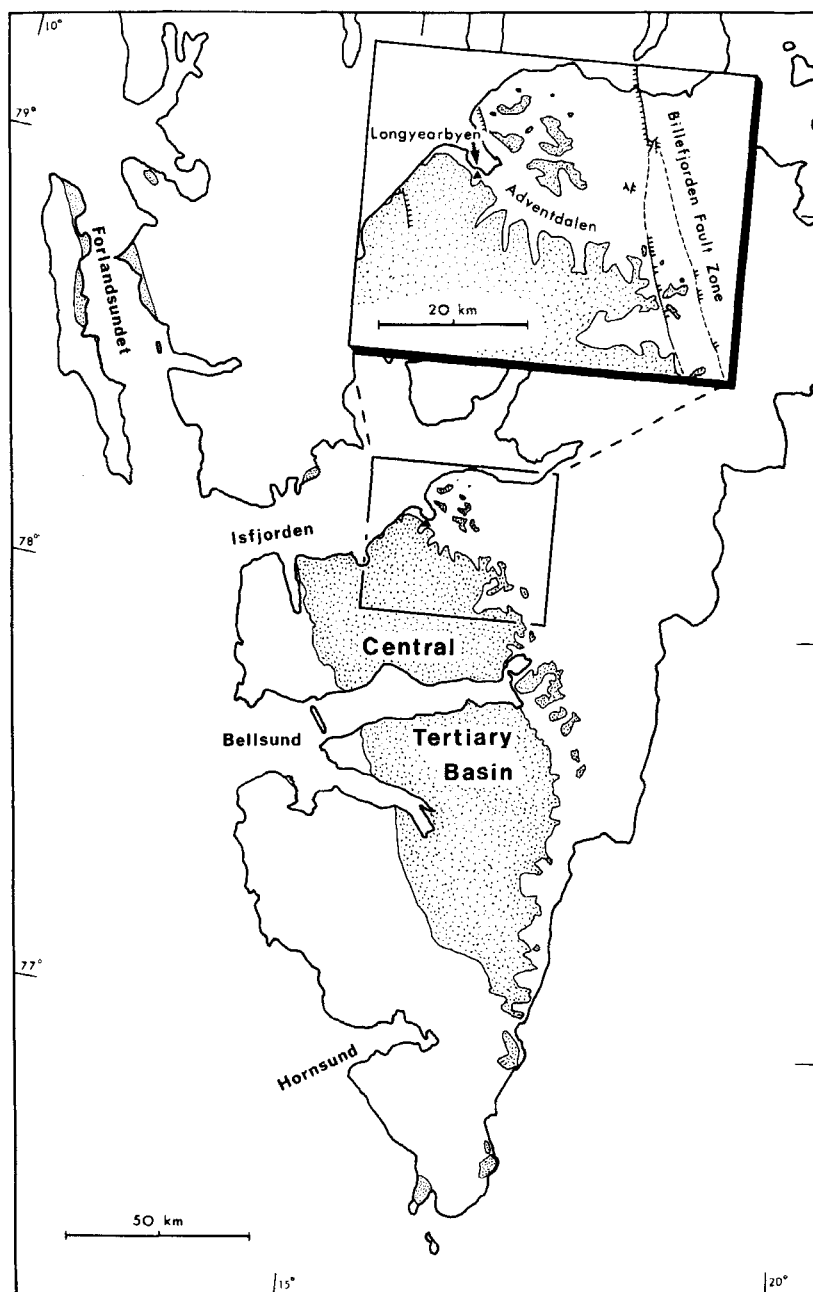 10°
79°
Longyearbyen
Adventdalen
Billefjorden Fault Zone
20 km
Forlandsundet
Isfjorden
78°
Central
Bellsund
Tertiary
Basin
77°
Hornsund
50 km
15°
20°